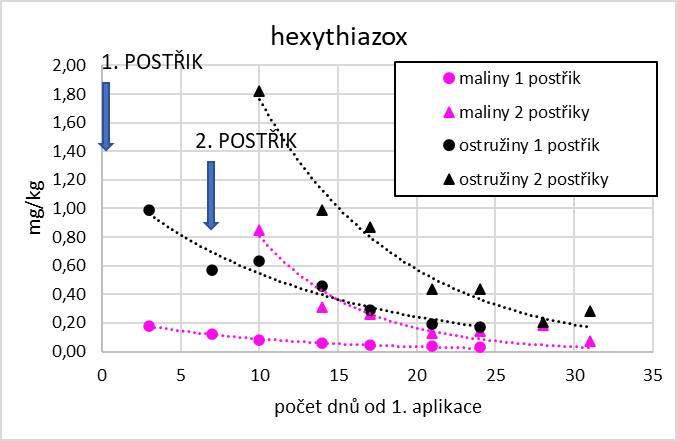 hexythiazox
2,00
1,80
1,60
1,40
1,20
1,00
0,80
0,60
0,40
0,20
0,00
mg/kg
1. POSTŘIK
2. POSTŘIK
maliny 1 postřik
maliny 2 postřiky
ostružiny 1 postřik
ostružiny 2 postřiky
0 5 10 15 20 25 30 35
počet dnů od 1. aplikace